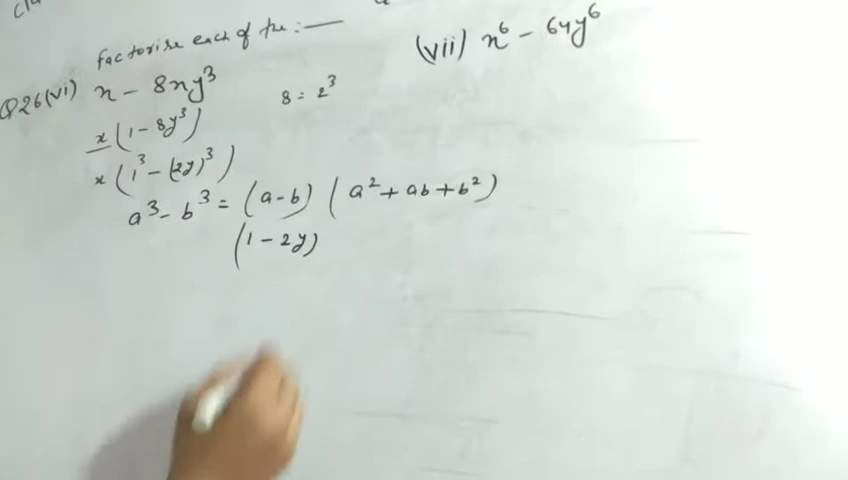 Factorise each of the :—
Q26(vi) x - 8xy³
8 = 2³
x(1 - 8y³)
x(1³ - (2y)³)
a³ - b³ = (a-b) (a² + ab + b²)
(1 - 2y)
(vii) x⁶ - 64y⁶